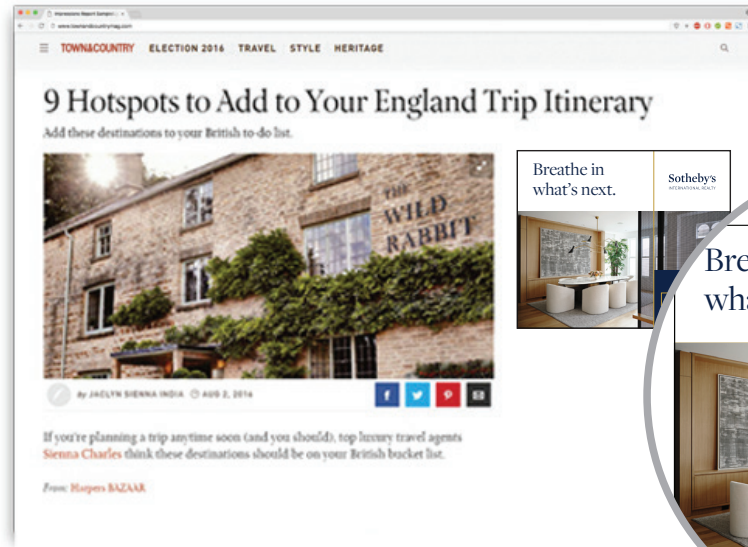 www.townandcountrymag.com
TOWN&COUNTRY ELECTION 2016 TRAVEL STYLE HERITAGE
9 Hotspots to Add to Your England Trip Itinerary
Add these destinations to your British to-do list.
THE
WILD
RABBIT
By JACLYN SIENNA INDIA AUG 2, 2016
f
If you're planning a trip anytime soon (and you should), top luxury travel agents
Sienna Charles think these destinations should be on your British bucket list.
From: Harpers BAZAAR
Breathe in
what's next.
Sotheby's
INTERNATIONAL REALTY
Bre
wha